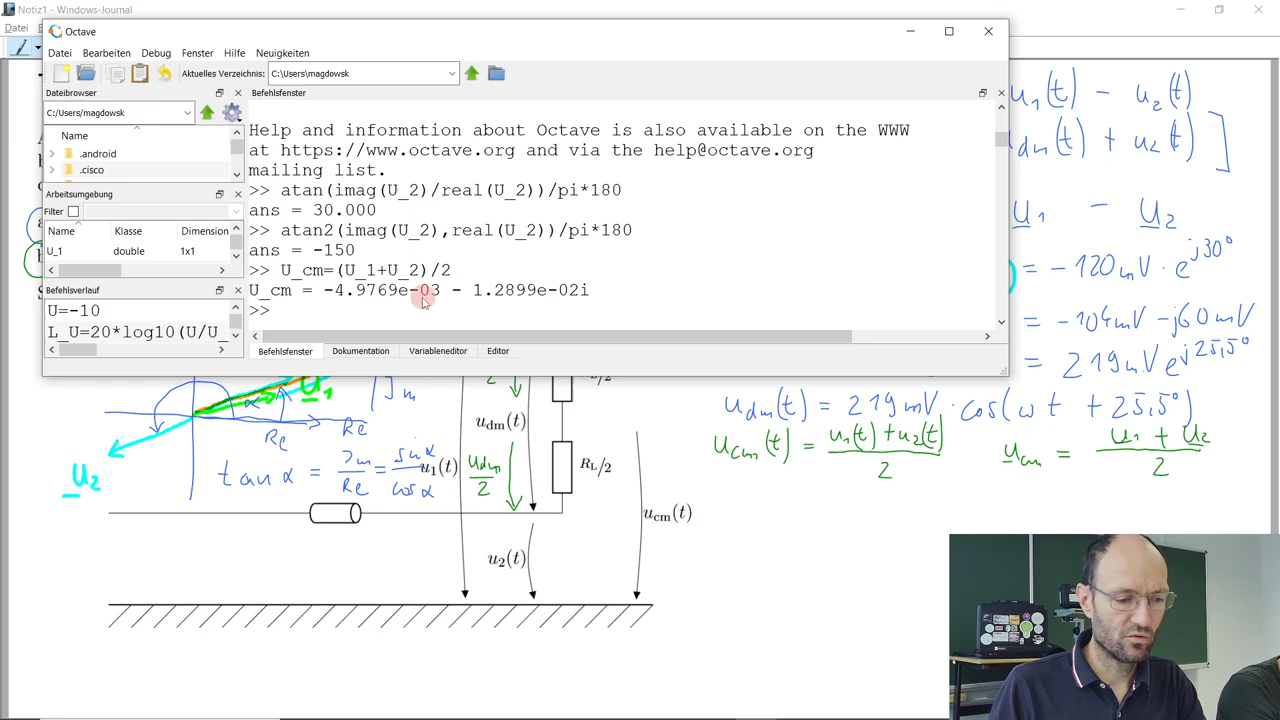 Notiz1 - Windows-Journal
Datei
Octave
Datei Bearbeiten Debug Fenster Hilfe Neuigkeiten
Aktuelles Verzeichnis: C:\Users\magdowsk
Dateibrowser
C:/Users/magdowsk
Name
.android
.cisco
Arbeitsumgebung
Filter
Name Klasse Dimension
U_1 double 1x1
Befehlsverlauf
U=-10
L_U=20*log10(U/U_
Befehlsfenster
Help and information about Octave is also available on the WWW
at https://www.octave.org and via the help@octave.org
mailing list.
>> atan(imag(U_2)/real(U_2))/pi*180
ans = 30.000
>> atan2(imag(U_2),real(U_2))/pi*180
ans = -150
>> U_cm=(U_1+U_2)/2
U_cm = -4.9769e-03 - 1.2899e-02i
>>
Befehlsfenster Dokumentation Variableneditor Editor
u1(t) - u2(t)
udm(t) + u2(t) ]
U1 - U2
= -120mV · e^j30°
= -104mV - j60mV
= 219mV e^j25,5°
udm(t) = 219mV · cos(ωt + 25,5°)
ucm(t) = (u1(t) + u2(t))/2
ucm = (U1 + U2)/2
U1
α
Jm
Re
Re
U2
tan α = Jm/Re = sin α/cos α
2
udm(t)
u1(t)
udm/2
RL/2
ucm(t)
u2(t)